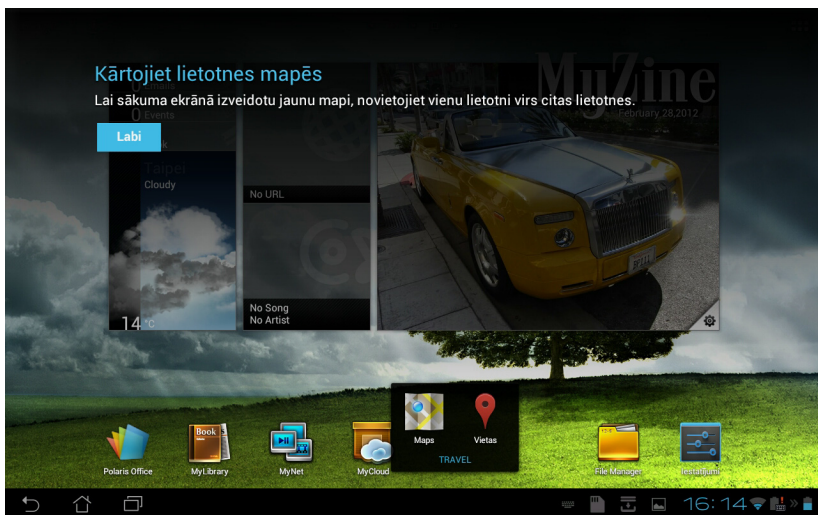 Kārtojiet lietotnes mapēs
MyZine
Emails
Lai sākuma ekrānā izveidotu jaunu mapi, novietojiet vienu lietotni virs citas lietotnes.
0 Events
February 28,2012
Labi
Taipei
Cloudy
No URL
No Song
No Artist
14 °C
Maps
Vietas
TRAVEL
Book
Polaris Office
MyLibrary
MyNet
MyCloud
File Manager
Iestatījumi
16:14